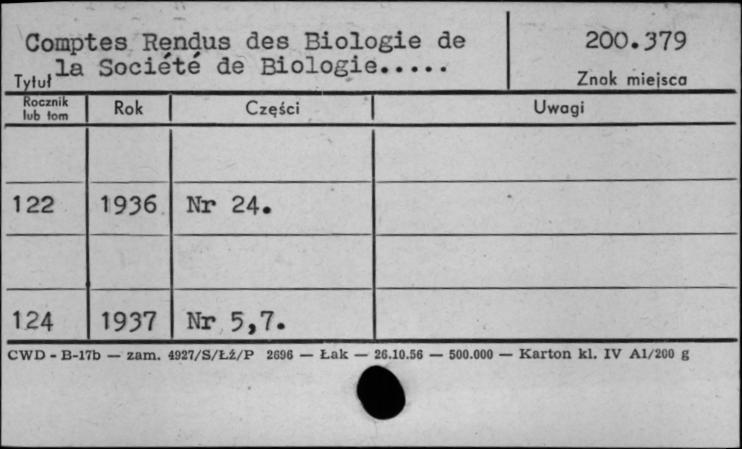 Comptes Rendus des Biologie de
la Société de Biologie.....
Tytuł
200.379
Znak miejsca
Rocznik lub tom Rok Części Uwagi
122 1936 Nr 24.
124 1937 Nr 5,7.
CWD - B-17b — zam. 4927/S/Łź/P 2696 — Łak — 26.10.56 — 500.000 — Karton kl. IV A1/200 g